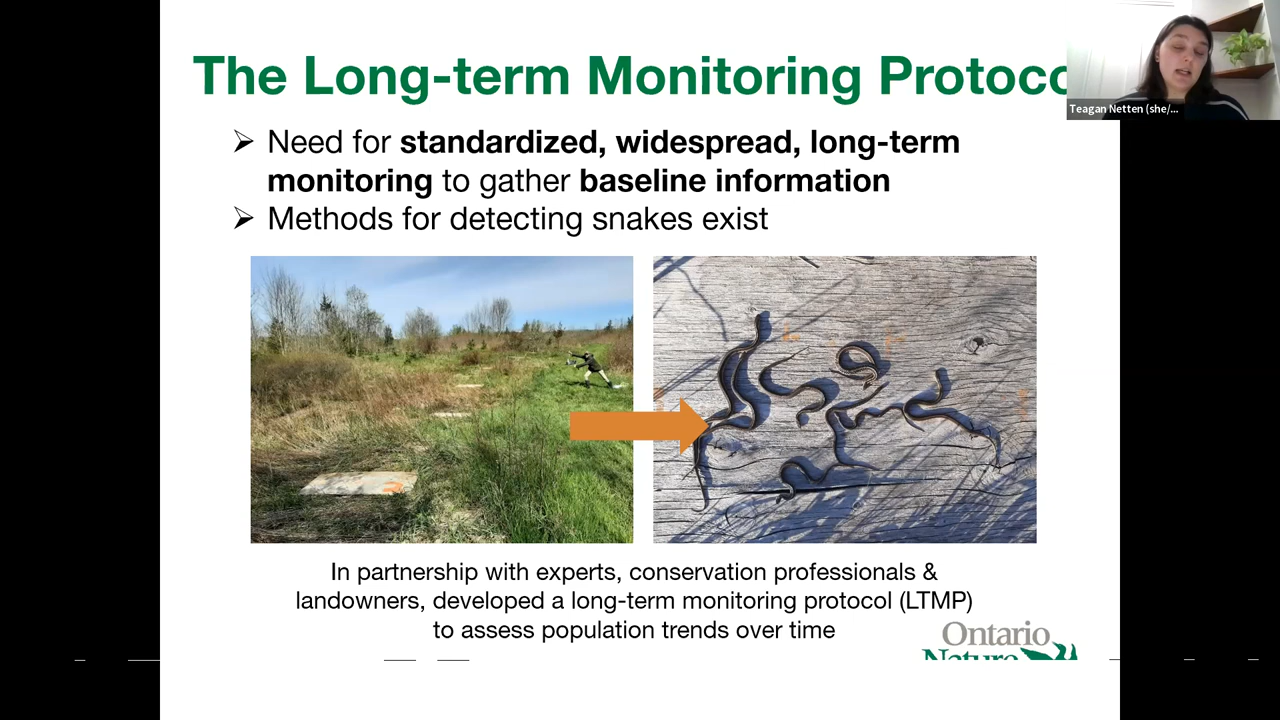 The Long-term Monitoring Protoco
Teagan Netten (she/...
➢ Need for standardized, widespread, long-term
monitoring to gather baseline information
➢ Methods for detecting snakes exist
In partnership with experts, conservation professionals &
landowners, developed a long-term monitoring protocol (LTMP)
to assess population trends over time
Ontario
Nature